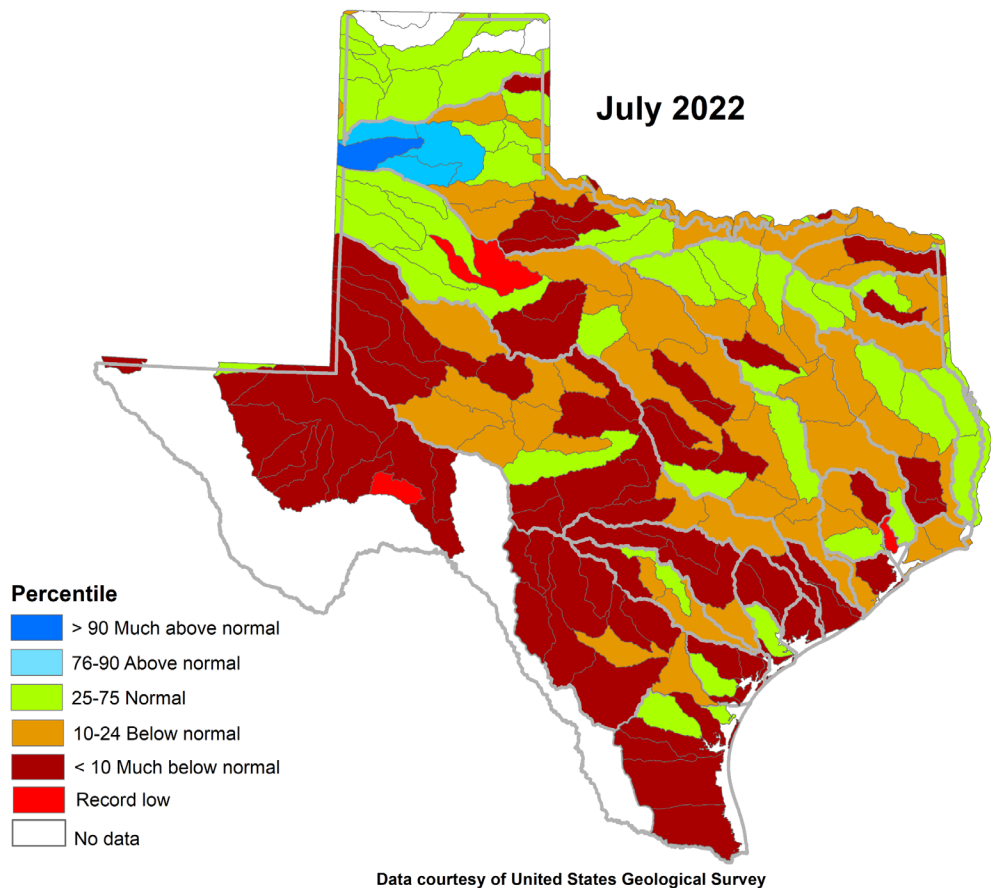 July 2022
Percentile
> 90 Much above normal
76-90 Above normal
25-75 Normal
10-24 Below normal
< 10 Much below normal
Record low
No data
Data courtesy of United States Geological Survey